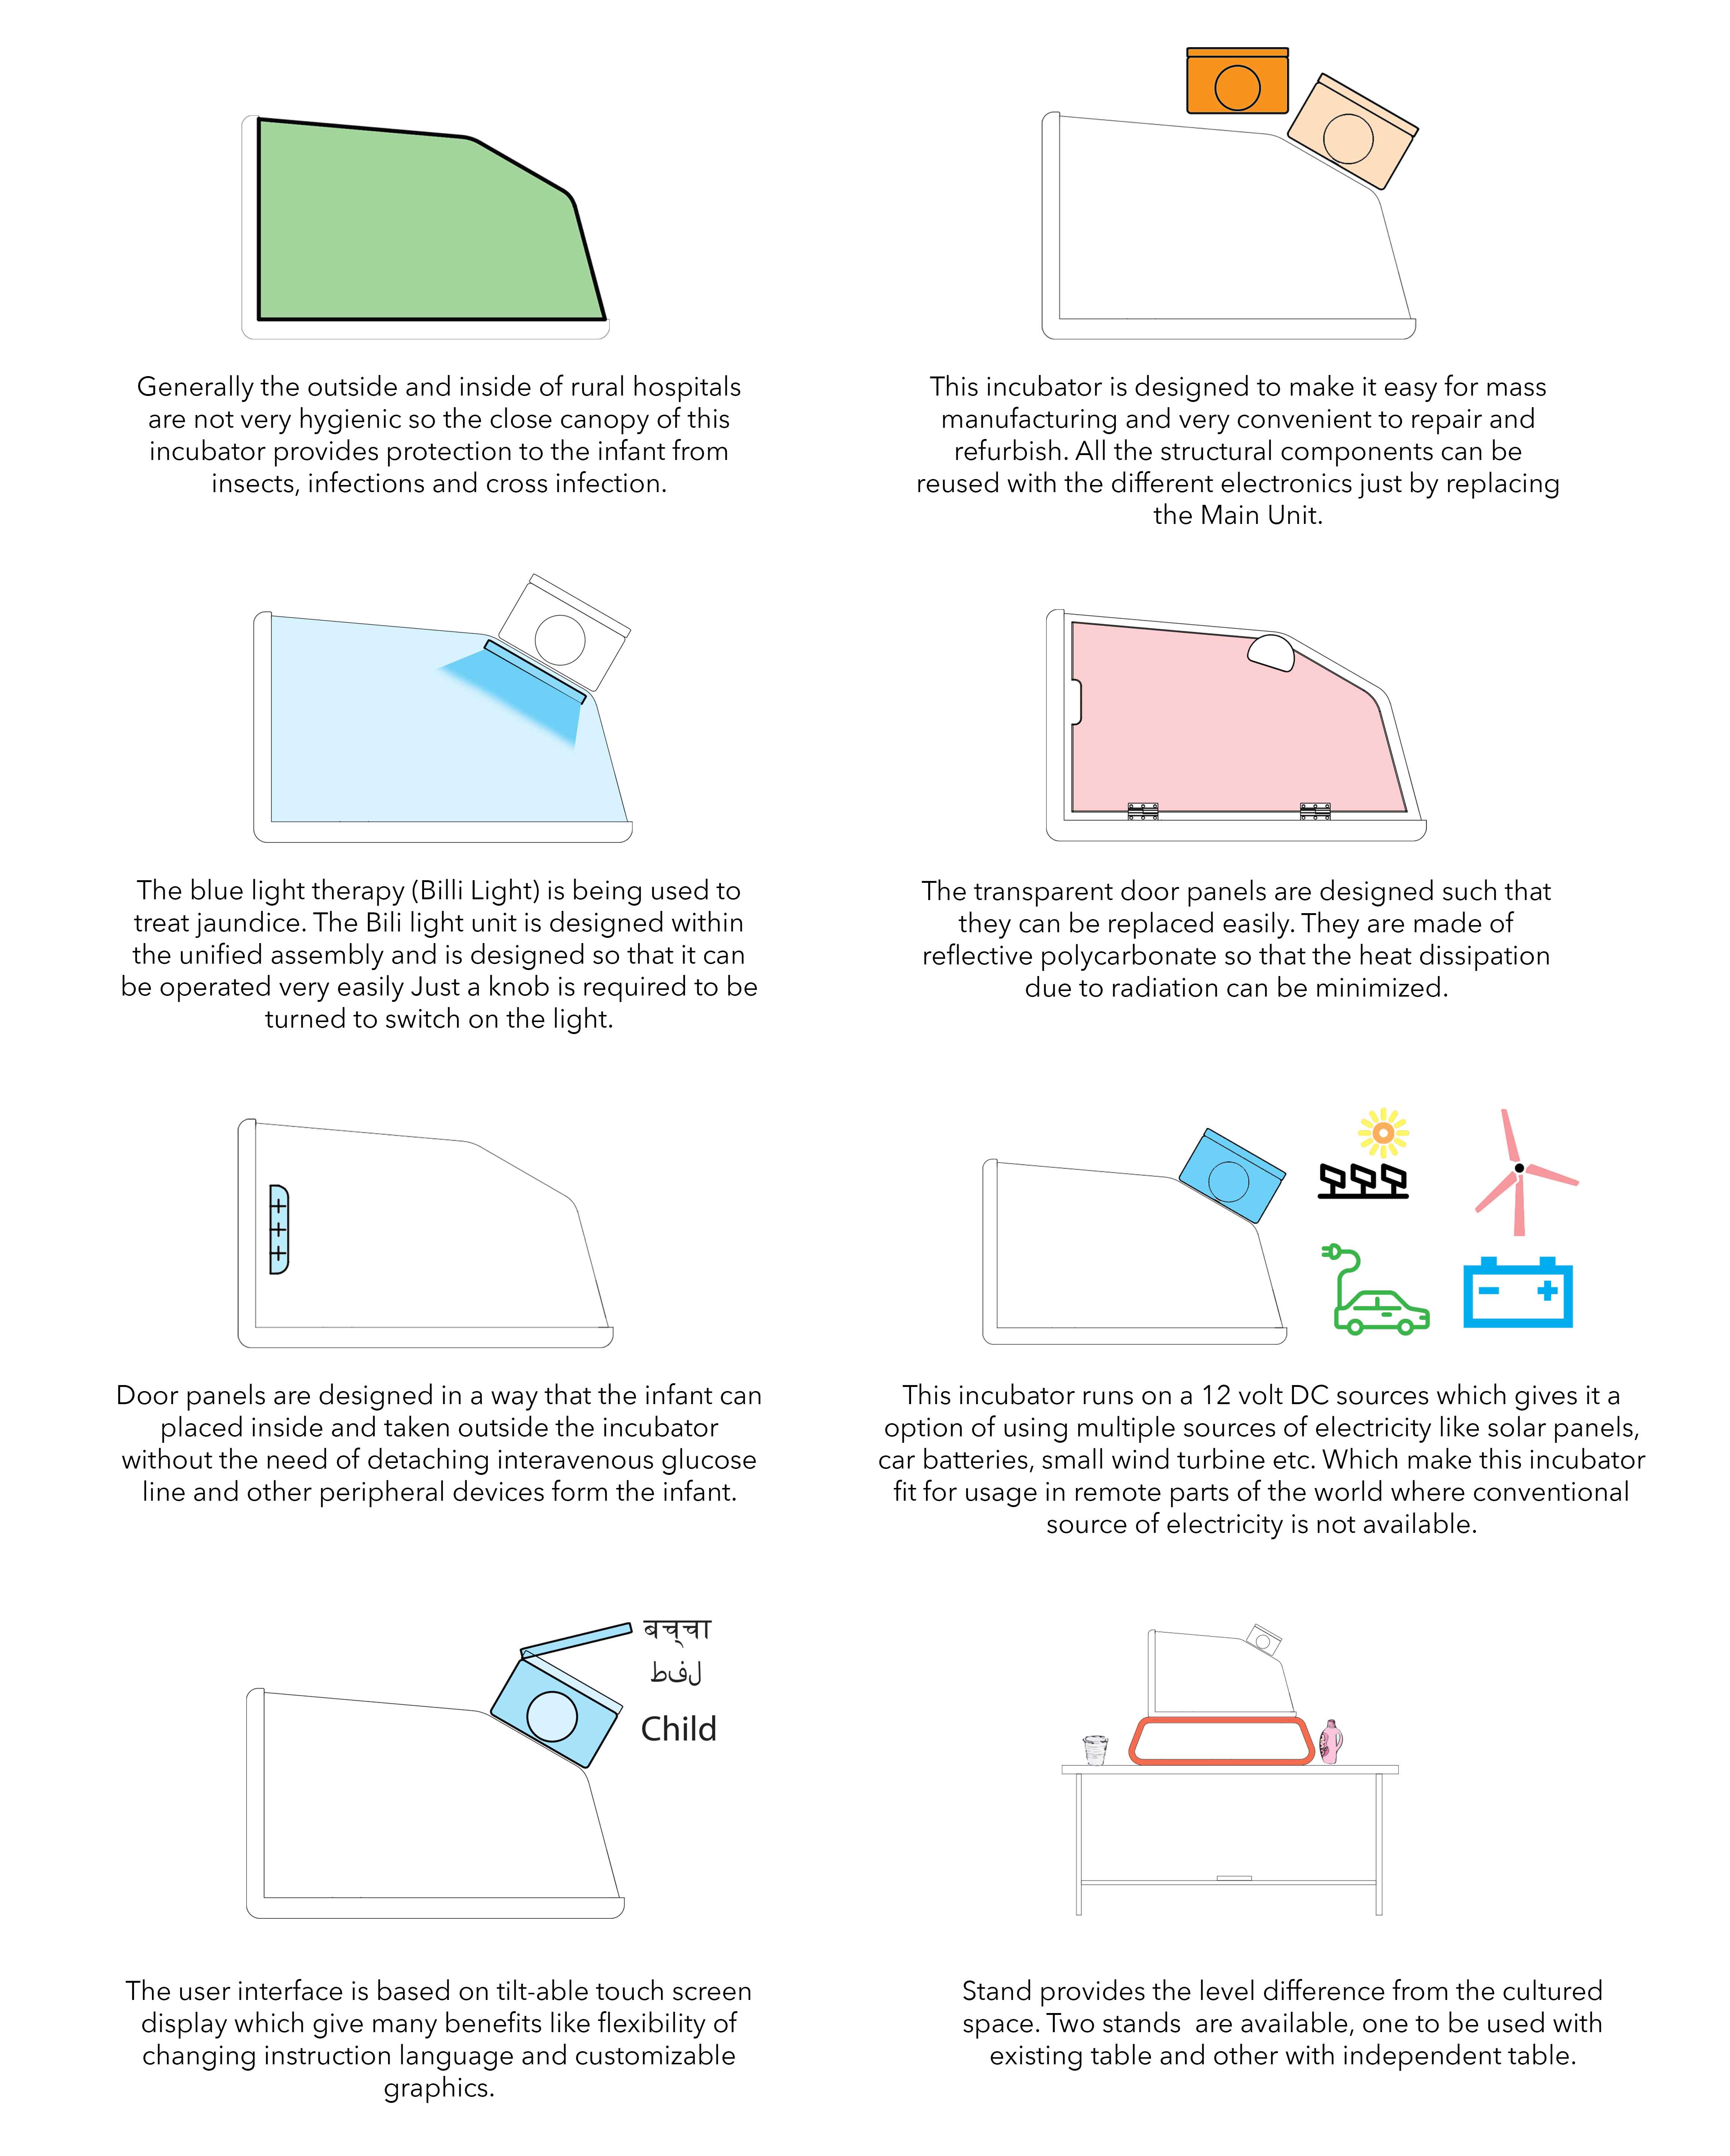 Generally the outside and inside of rural hospitals
are not very hygienic so the close canopy of this
incubator provides protection to the infant from
insects, infections and cross infection.
This incubator is designed to make it easy for mass
manufacturing and very convenient to repair and
refurbish. All the structural components can be
reused with the different electronics just by replacing
the Main Unit.
The blue light therapy (Billi Light) is being used to
treat jaundice. The Bili light unit is designed within
the unified assembly and is designed so that it can
be operated very easily Just a knob is required to be
turned to switch on the light.
The transparent door panels are designed such that
they can be replaced easily. They are made of
reflective polycarbonate so that the heat dissipation
due to radiation can be minimized.
Door panels are designed in a way that the infant can
placed inside and taken outside the incubator
without the need of detaching interavenous glucose
line and other peripheral devices form the infant.
This incubator runs on a 12 volt DC sources which gives it a
option of using multiple sources of electricity like solar panels,
car batteries, small wind turbine etc. Which make this incubator
fit for usage in remote parts of the world where conventional
source of electricity is not available.
बच्‌चा
لفط
Child
The user interface is based on tilt-able touch screen
display which give many benefits like flexibility of
changing instruction language and customizable
graphics.
Stand provides the level difference from the cultured
space. Two stands are available, one to be used with
existing table and other with independent table.